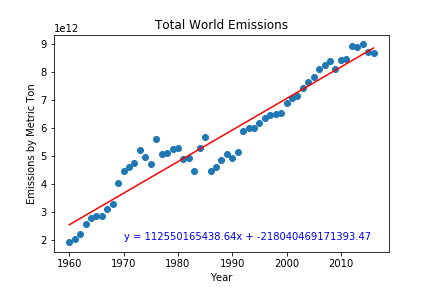 Total World Emissions
1e12
9
8
7
6
5
4
3
2
Emissions by Metric Ton
y = 112550165438.64x + -218040469171393.47
1960 1970 1980 1990 2000 2010
Year